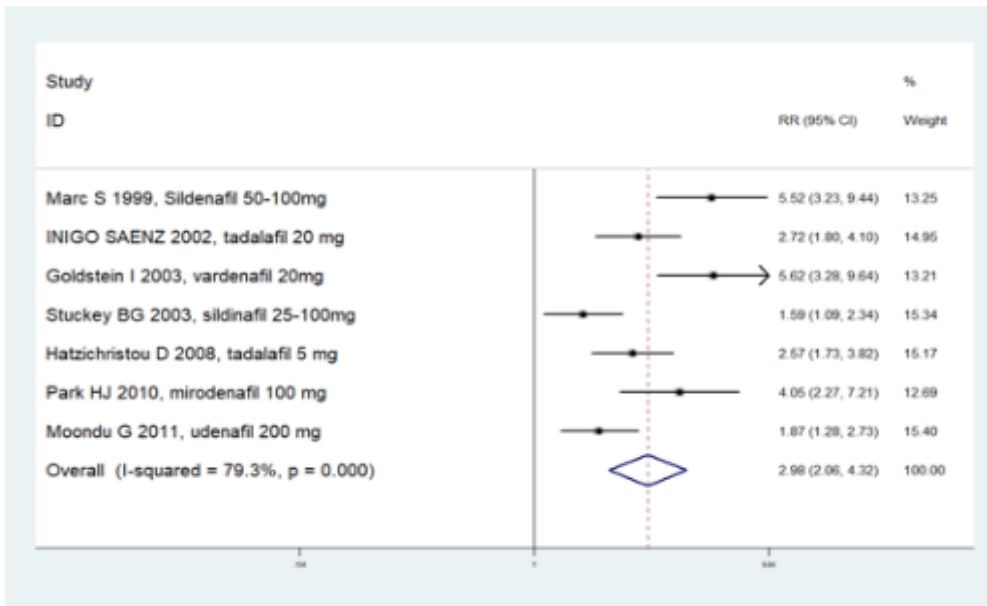 Study %
ID RR (95% CI) Weight
Marc S 1999, Sildenafil 50-100mg 5.52 (3.23, 9.44) 13.25
INIGO SAENZ 2002, tadalafil 20 mg 2.72 (1.80, 4.10) 14.95
Goldstein I 2003, vardenafil 20mg 5.62 (3.28, 9.64) 13.21
Stuckey BG 2003, sildinafil 25-100mg 1.59 (1.09, 2.34) 15.34
Hatzichristou D 2008, tadalafil 5 mg 2.57 (1.73, 3.82) 15.17
Park HJ 2010, mirodenafil 100 mg 4.05 (2.27, 7.21) 12.69
Moondu G 2011, udenafil 200 mg 1.87 (1.28, 2.73) 15.40
Overall (I-squared = 79.3%, p = 0.000) 2.98 (2.06, 4.32) 100.00
1